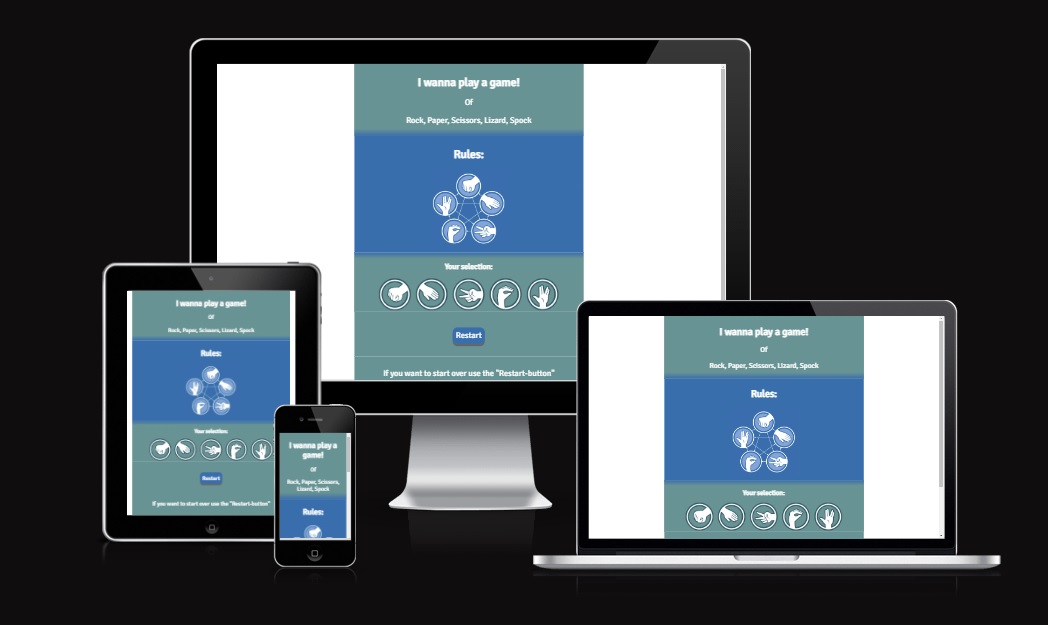 I wanna play a game!
Of
Rock, Paper, Scissors, Lizard, Spock
Rules:
Your selection:
Restart
If you want to start over use the "Restart-button"
I wanna play a game!
Of
Rock, Paper, Scissors, Lizard, Spock
Rules:
Your selection:
Restart
If you want to start over use the "Restart-button"
I wanna play a
game!
Of
Rock, Paper, Scissors,
Lizard, Spock
Rules:
I wanna play a game!
Of
Rock, Paper, Scissors, Lizard, Spock
Rules:
Your selection: